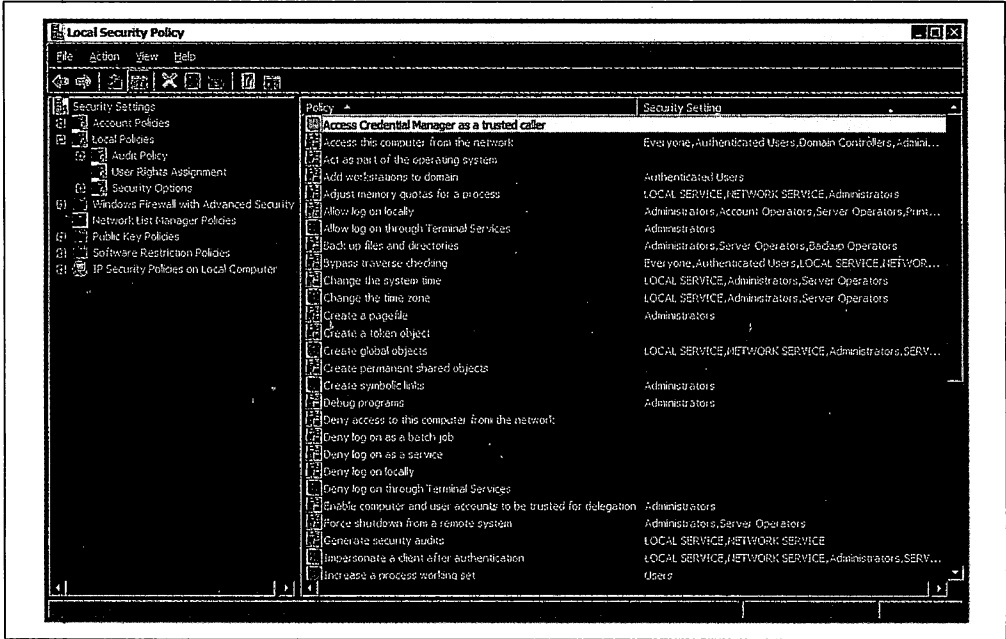 Local Security Policy
File Action View Help
Security Settings
Account Policies
Local Policies
Audit Policy
User Rights Assignment
Security Options
Windows Firewall with Advanced Security
Network List Manager Policies
Public Key Policies
Software Restriction Policies
IP Security Policies on Local Computer
Policy Security Setting
Access Credential Manager as a trusted caller
Access this computer from the network Everyone,Authenticated Users,Domain Controllers,Admini...
Act as part of the operating system
Add workstations to domain Authenticated Users
Adjust memory quotas for a process LOCAL SERVICE,NETWORK SERVICE,Administrators
Allow log on locally Administrators,Account Operators,Server Operators,Print...
Allow log on through Terminal Services Administrators
Back up files and directories Administrators,Server Operators,Backup Operators
Bypass traverse checking Everyone,Authenticated Users,LOCAL SERVICE,NETWOR...
Change the system time LOCAL SERVICE,Administrators,Server Operators
Change the time zone LOCAL SERVICE,Administrators,Server Operators
Create a pagefile Administrators
Create a token object
Create global objects LOCAL SERVICE,NETWORK SERVICE,Administrators,SERV...
Create permanent shared objects
Create symbolic links Administrators
Debug programs Administrators
Deny access to this computer from the network
Deny log on as a batch job
Deny log on as a service
Deny log on locally
Deny log on through Terminal Services
Enable computer and user accounts to be trusted for delegation Administrators
Force shutdown from a remote system Administrators,Server Operators
Generate security audits LOCAL SERVICE,NETWORK SERVICE
Impersonate a client after authentication LOCAL SERVICE,NETWORK SERVICE,Administrators,SERV...
Increase a process working set Users